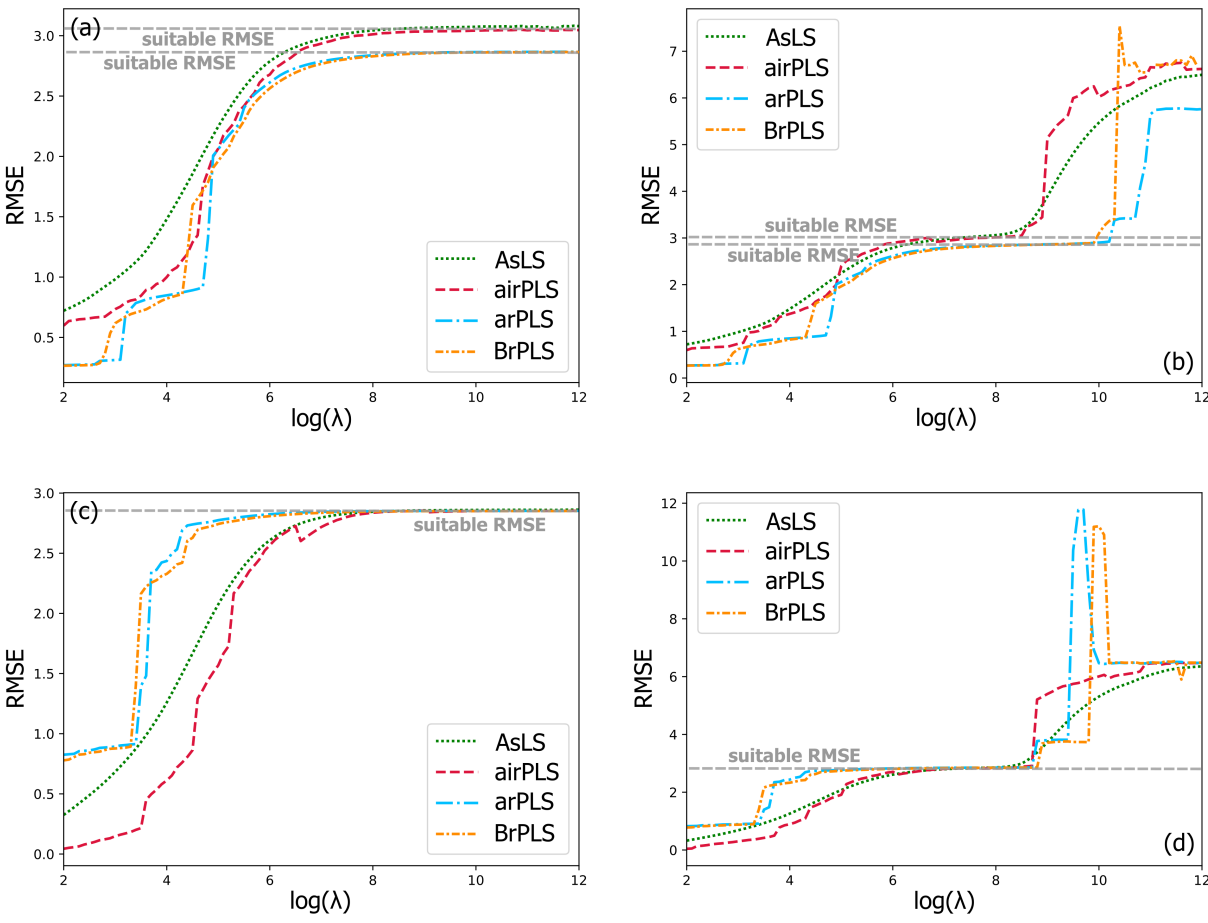 (a)
suitable RMSE
suitable RMSE
3.0
2.5
2.0
1.5
1.0
0.5
RMSE
AsLS
airPLS
arPLS
BrPLS
2
4
6
8
10
12
log(λ)
AsLS
airPLS
arPLS
BrPLS
7
6
5
4
3
2
1
0
RMSE
suitable RMSE
suitable RMSE
(b)
2
4
6
8
10
12
log(λ)
(c)
suitable RMSE
3.0
2.5
2.0
1.5
1.0
0.5
0.0
RMSE
AsLS
airPLS
arPLS
BrPLS
2
4
6
8
10
12
log(λ)
AsLS
airPLS
arPLS
BrPLS
12
10
8
6
4
2
0
RMSE
suitable RMSE
(d)
2
4
6
8
10
12
log(λ)